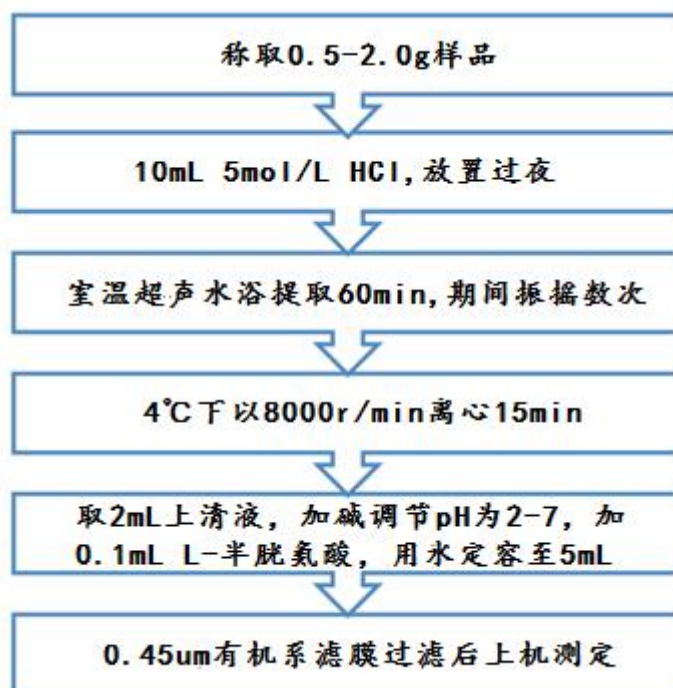 称取0.5-2.0g样品
10mL 5mol/L HCl,放置过夜
室温超声水浴提取60min,期间振摇数次
4℃下以8000r/min离心15min
取2mL上清液，加碱调节pH为2-7，加
0.1mL L-半胱氨酸，用水定容至5mL
0.45um有机系滤膜过滤后上机测定